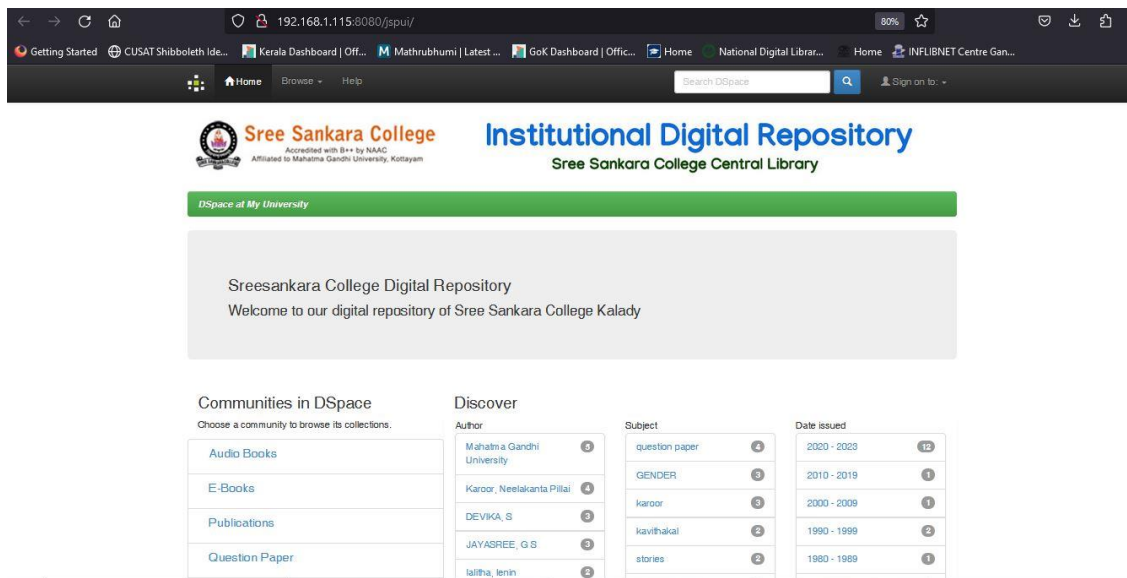 192.168.1.115:8080/jspui/
80%
Getting Started CUSAT Shibboleth Ide... Kerala Dashboard | Off... Mathrubhumi | Latest ... GoK Dashboard | Offic... Home National Digital Librar... Home INFLIBNET Centre Gan...
Home Browse Help Search DSpace Sign on to:
Sree Sankara College
Accredited with B++ by NAAC
Affiliated to Mahatma Gandhi University, Kottayam
Institutional Digital Repository
Sree Sankara College Central Library
DSpace at My University
Sreesankara College Digital Repository
Welcome to our digital repository of Sree Sankara College Kalady
Communities in DSpace
Choose a community to browse its collections.
Audio Books
E-Books
Publications
Question Paper
Discover
Author
Mahatma Gandhi University 5
Karoor, Neelakanta Pillai 4
DEVIKA, S 3
JAYASREE, G S 3
lalitha, lenin 2
Subject
question paper 4
GENDER 3
karoor 3
kavithakal 2
stories 2
Date issued
2020 - 2023 12
2010 - 2019 1
2000 - 2009 1
1990 - 1999 2
1980 - 1989 1